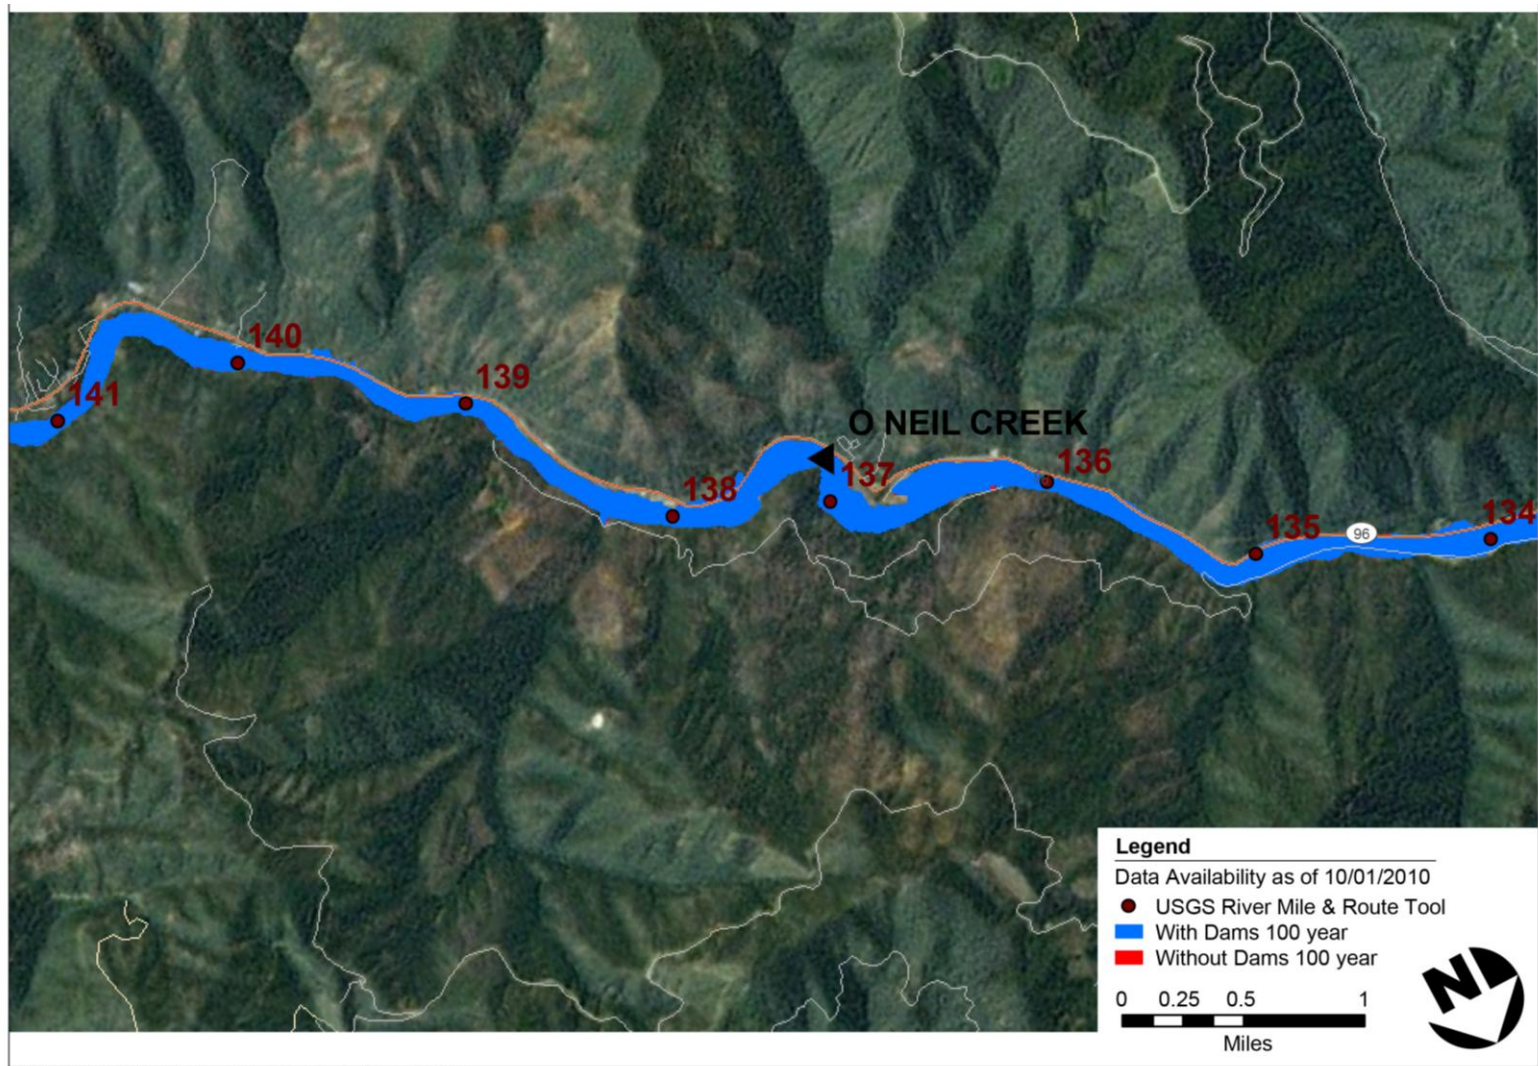 140
139
141
O NEIL CREEK
137
136
138
135
96
134
Legend
Data Availability as of 10/01/2010
USGS River Mile & Route Tool
With Dams 100 year
Without Dams 100 year
0 0.25 0.5 1
Miles
N